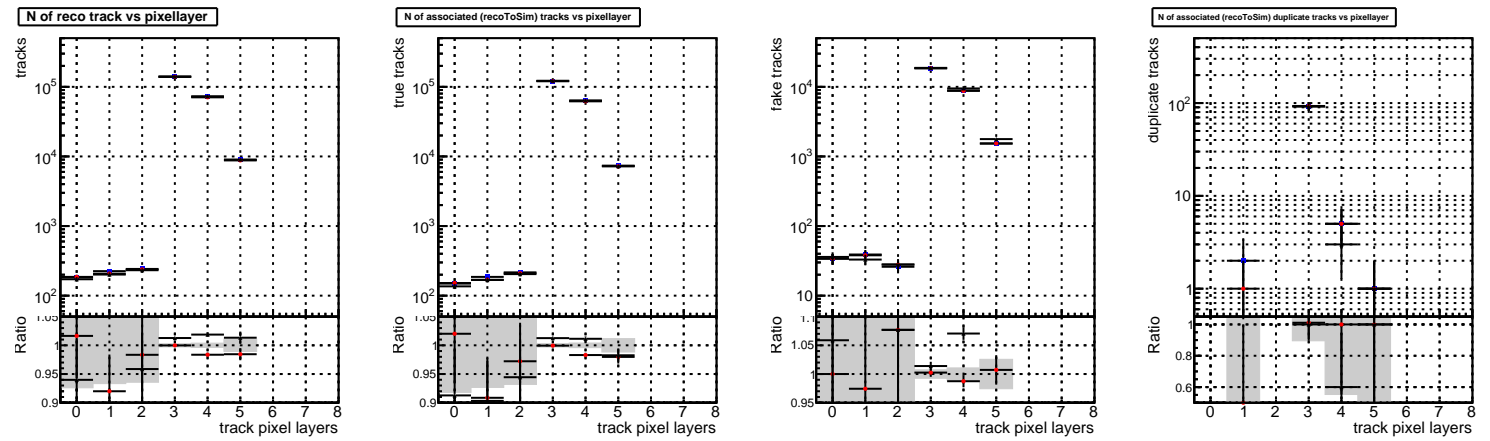 N of reco track vs pixellayer
tracks
10^5
10^4
10^3
10^2
Ratio
1.05
1
0.95
0.9
0 1 2 3 4 5 6 7 8
track pixel layers
N of associated (recoToSim) tracks vs pixellayer
true tracks
10^5
10^4
10^3
10^2
Ratio
1.05
1
0.95
0.9
0 1 2 3 4 5 6 7 8
track pixel layers
fake tracks
10^4
10^3
10^2
10
Ratio
1.1
1.05
1
0.95
0 1 2 3 4 5 6 7 8
track pixel layers
N of associated (recoToSim) duplicate tracks vs pixellayer
duplicate tracks
10^2
10
1
Ratio
1
0.8
0.6
0 1 2 3 4 5 6 7 8
track pixel layers